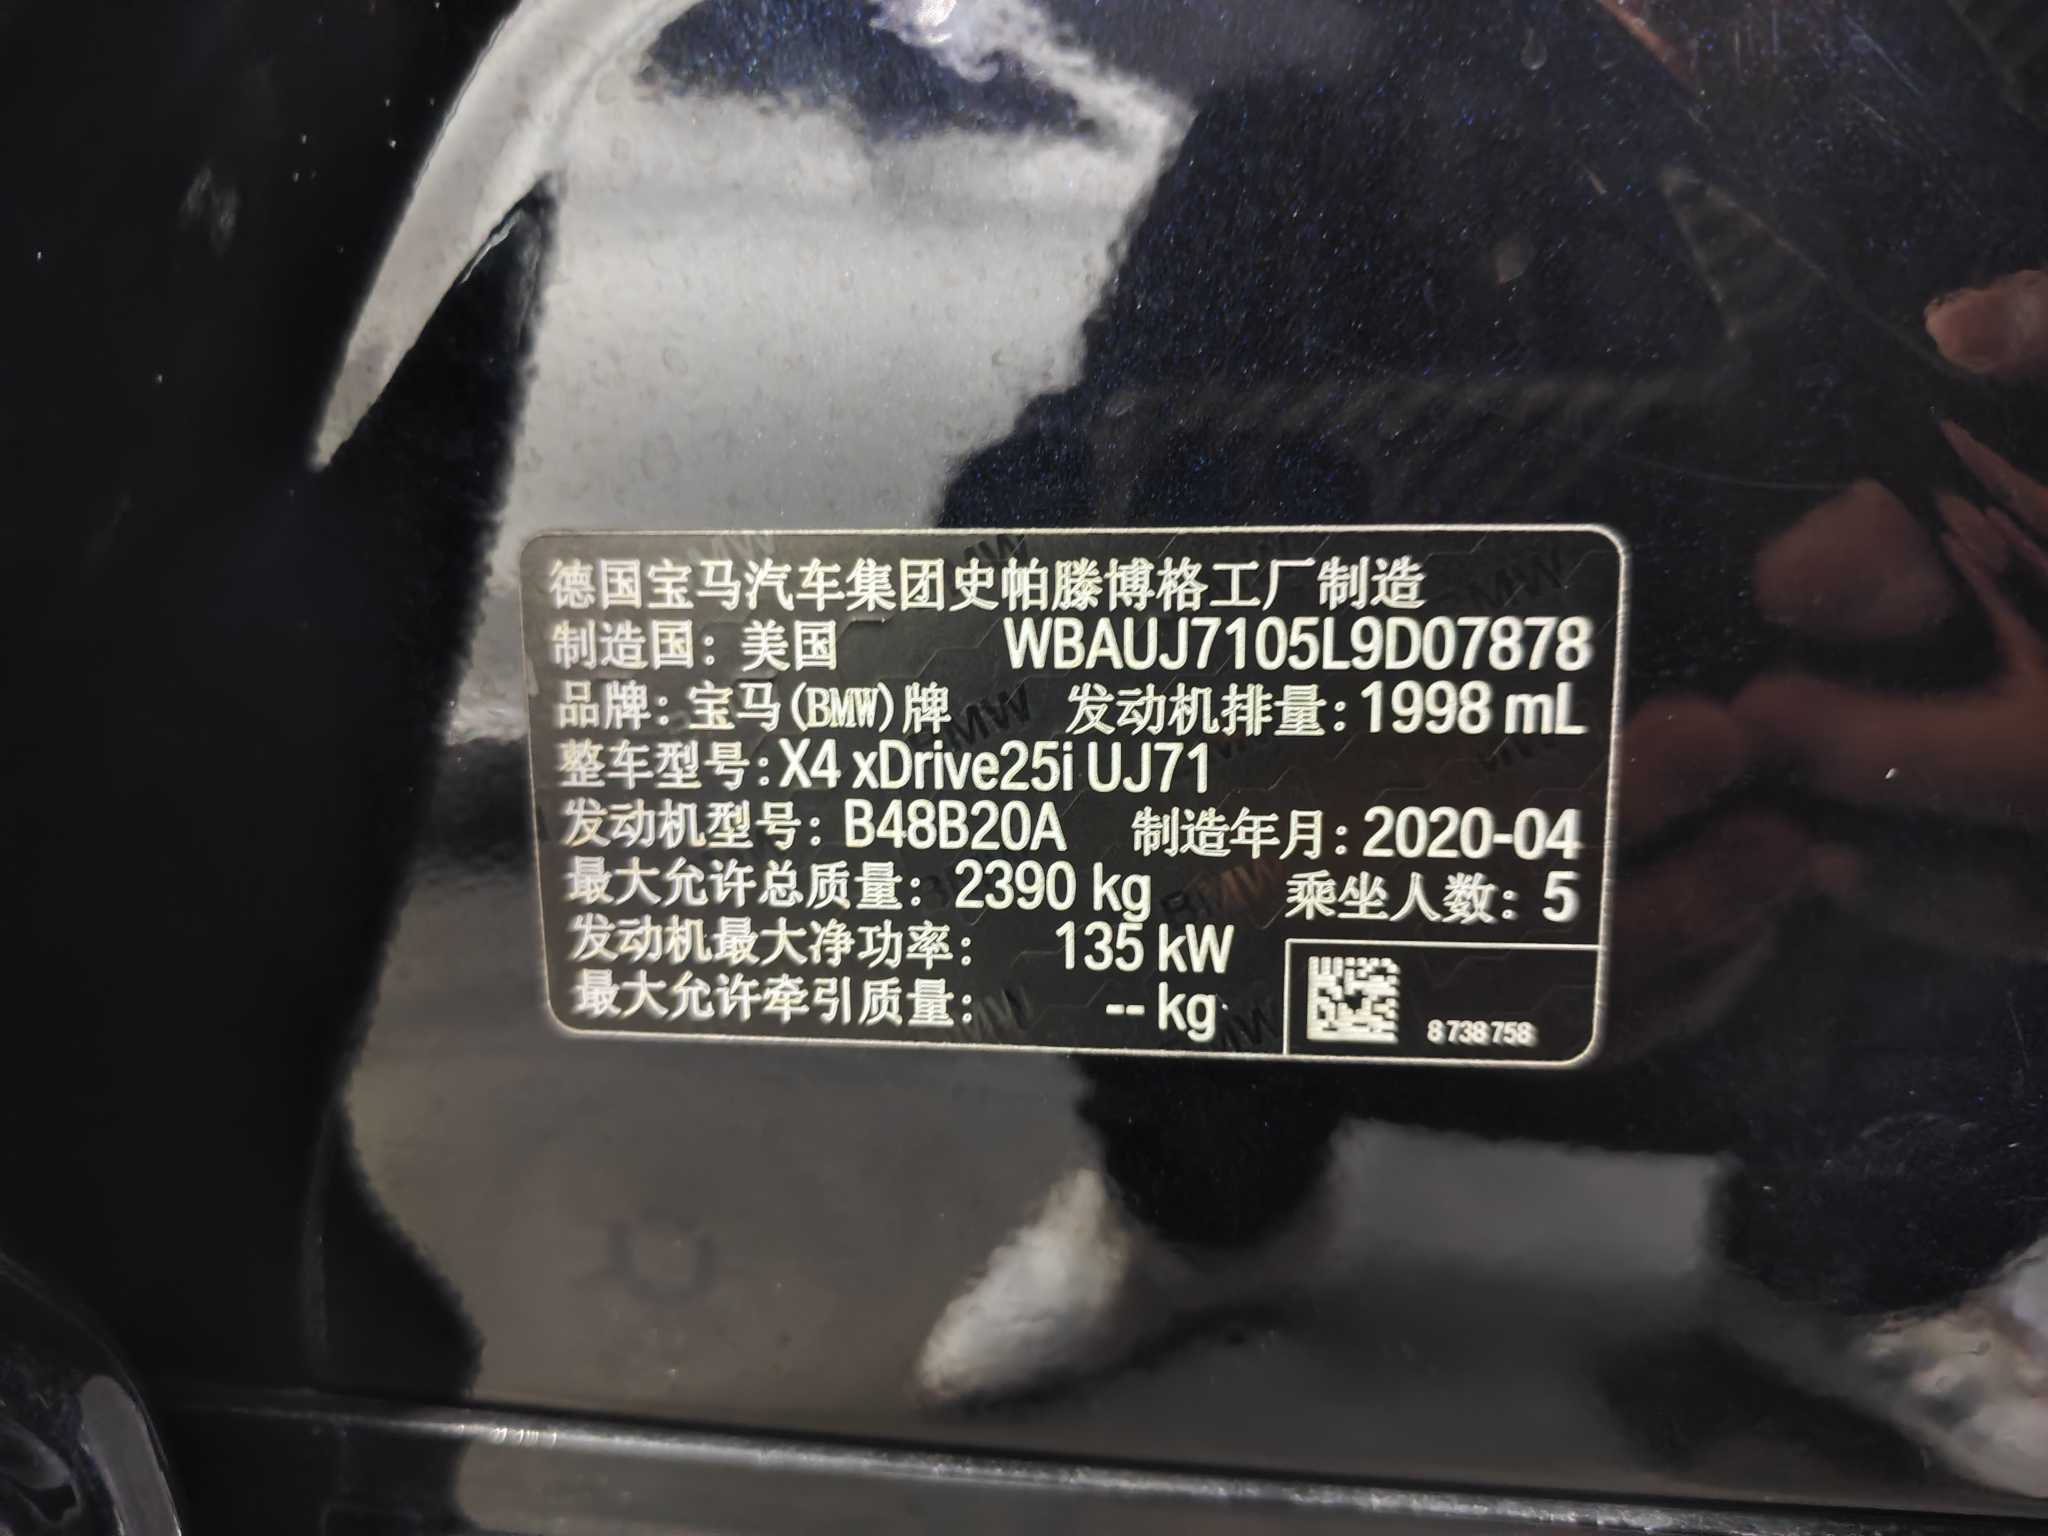 德国宝马汽车集团史帕滕博格工厂制造
制造国：美国 WBAUJ7105L9D07878
品牌：宝马(BMW)牌 发动机排量：1998 mL
整车型号：X4 xDrive25i UJ71
发动机型号：B48B20A 制造年月：2020-04
最大允许总质量：2390 kg 乘坐人数：5
发动机最大净功率：135 kW
最大允许牵引质量：-- kg
8738758